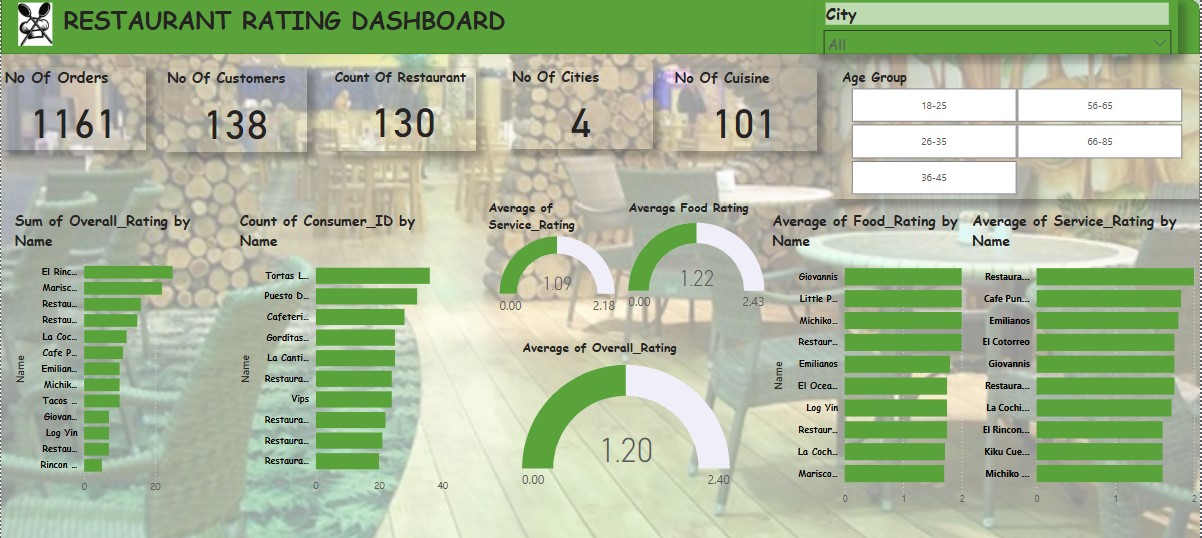 RESTAURANT RATING DASHBOARD
City
All
No Of Orders
1161
No Of Customers
138
Count Of Restaurant
130
No Of Cities
4
No Of Cuisine
101
Age Group
18-25
56-65
26-35
66-85
36-45
Sum of Overall_Rating by
Name
Name
El Rinc...
Marisc...
Restau...
Restau...
La Coc...
Cafe P...
Emilian...
Michik...
Tacos ...
Giovan...
Log Yin
Restau...
Rincon ...
0
20
Count of Consumer_ID by
Name
Name
Tortas L...
Puesto D...
Cafeteri...
Gorditas...
La Canti...
Restaura...
Vips
Restaura...
Restaura...
Restaura...
0
20
40
Average of
Service_Rating
1.09
0.00
2.18
Average Food Rating
1.22
0.00
2.43
Average of Overall_Rating
1.20
0.00
2.40
Average of Food_Rating by
Name
Name
Giovannis
Little P...
Michiko...
Restaur...
Emilianos
El Ocea...
Log Yin
Restaur...
La Coch...
Marisco...
0
1
2
Average of Service_Rating by
Name
Restaura...
Cafe Pun...
Emilianos
El Cotorreo
Giovannis
Restaura...
La Cochi...
El Rincon...
Kiku Cue...
Michiko ...
0
1
2